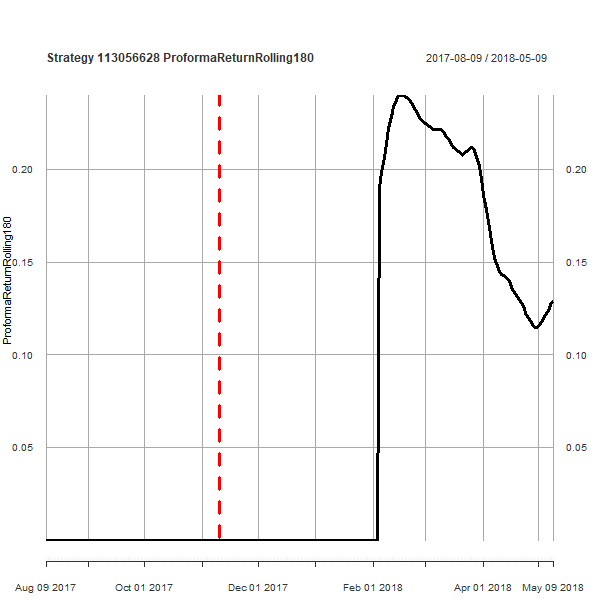 Strategy 113056628 ProformaReturnRolling180
2017-08-09 / 2018-05-09
ProformaReturnRolling180
0.20 0.20
0.15 0.15
0.10 0.10
0.05 0.05
Aug 09 2017 Oct 01 2017 Dec 01 2017 Feb 01 2018 Apr 01 2018 May 09 2018